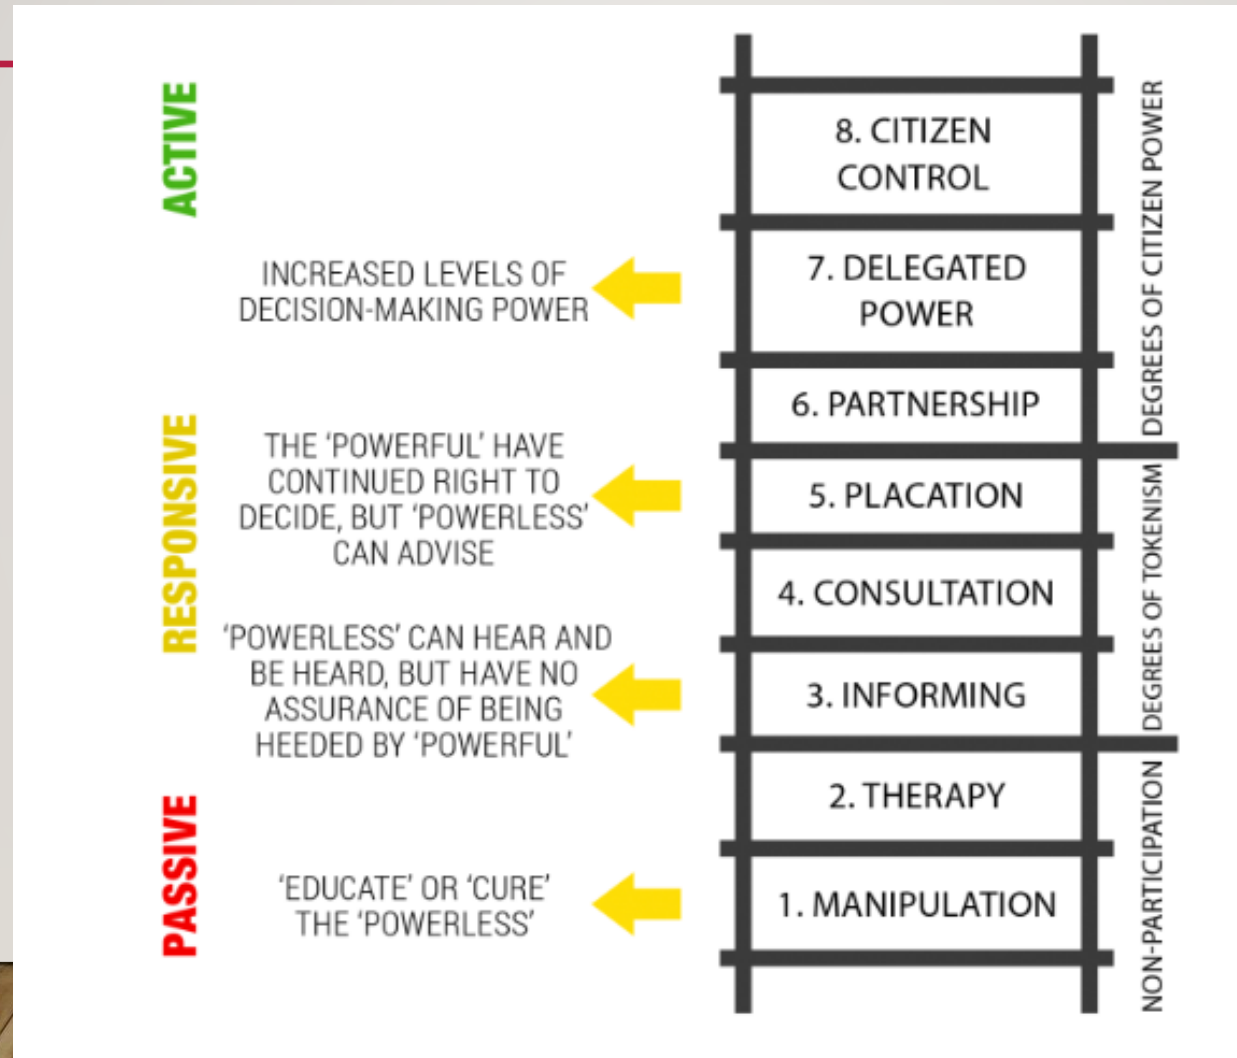 ACTIVE
RESPONSIVE
PASSIVE
INCREASED LEVELS OF
DECISION-MAKING POWER
THE ‘POWERFUL’ HAVE
CONTINUED RIGHT TO
DECIDE, BUT ‘POWERLESS’
CAN ADVISE
‘POWERLESS’ CAN HEAR AND
BE HEARD, BUT HAVE NO
ASSURANCE OF BEING
HEEDED BY ‘POWERFUL’
‘EDUCATE’ OR ‘CURE’
THE ‘POWERLESS’
8. CITIZEN
CONTROL
7. DELEGATED
POWER
6. PARTNERSHIP
5. PLACATION
4. CONSULTATION
3. INFORMING
2. THERAPY
1. MANIPULATION
DEGREES OF CITIZEN POWER
DEGREES OF TOKENISM
NON-PARTICIPATION